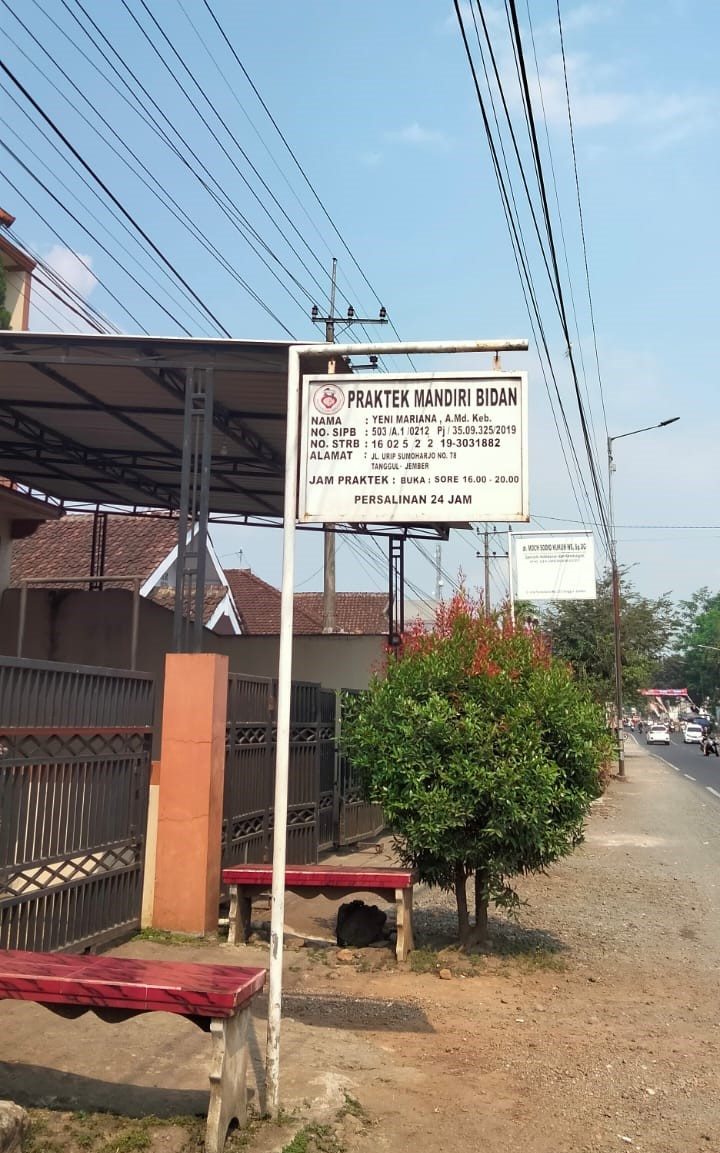 PRAKTEK MANDIRI BIDAN
NAMA : YENI MARIANA , A.Md. Keb.
NO. SIPB : 503 /A.1 /0212 Pj / 35.09.325/2019
NO. STRB : 16 02 5 2 2 19-3031882
ALAMAT : JL. URIP SUMOHARJO NO. 78
TANGGUL - JEMBER
JAM PRAKTEK : BUKA : SORE 16.00 - 20.00
PERSALINAN 24 JAM